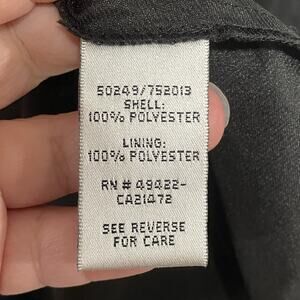 50249/752013
SHELL:
100% POLYESTER
LINING:
100% POLYESTER
RN # 49422-
CA21472
SEE REVERSE
FOR CARE